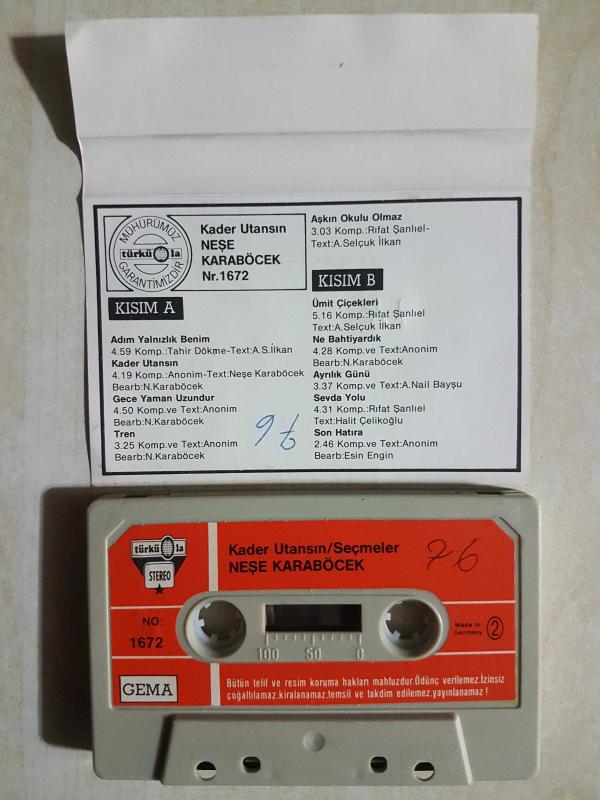 MÜHÜRÜMÜZ
türkü la
GARANTİMİZDİR
Kader Utansın
NEŞE
KARABÖCEK
Nr.1672
KISIM A
Adım Yalnızlık Benim
4.59 Komp.:Tahir Dökme-Text:A.S.İlkan
Kader Utansın
4.19 Komp.:Anonim-Text:Neşe Karaböcek
Bearb:N.Karaböcek
Gece Yaman Uzundur
4.50 Komp.ve Text:Anonim
Bearb:N.Karaböcek
Tren
3.25 Komp.ve Text:Anonim
Bearb:N.Karaböcek
Aşkın Okulu Olmaz
3.03 Komp.:Rıfat Şanlıel-
Text:A.Selçuk İlkan
KISIM B
Ümit Çiçekleri
5.16 Komp.:Rıfat Şanlıel
Text:A.Selçuk İlkan
Ne Bahtiyardık
4.28 Komp.ve Text:Anonim
Bearb:N.Karaböcek
Ayrılık Günü
3.37 Komp.ve Text:A.Nail Bayşu
Sevda Yolu
4.31 Komp.:Rıfat Şanlıel
Text:Halit Çelikoğlu
Son Hatıra
2.46 Komp.ve Text:Anonim
Bearb:Esin Engin
76
türkü la
STEREO
Kader Utansın/Seçmeler
NEŞE KARABÖCEK
76
NO:
1672
100 50 0
Made in
Germany
2
GEMA
Bütün telif ve resim koruma hakları mahfuzdur.Ödünç verilemez.İzinsiz
çoğaltılamaz,kiralanamaz,temsil ve takdim edilemez,yayınlanamaz!